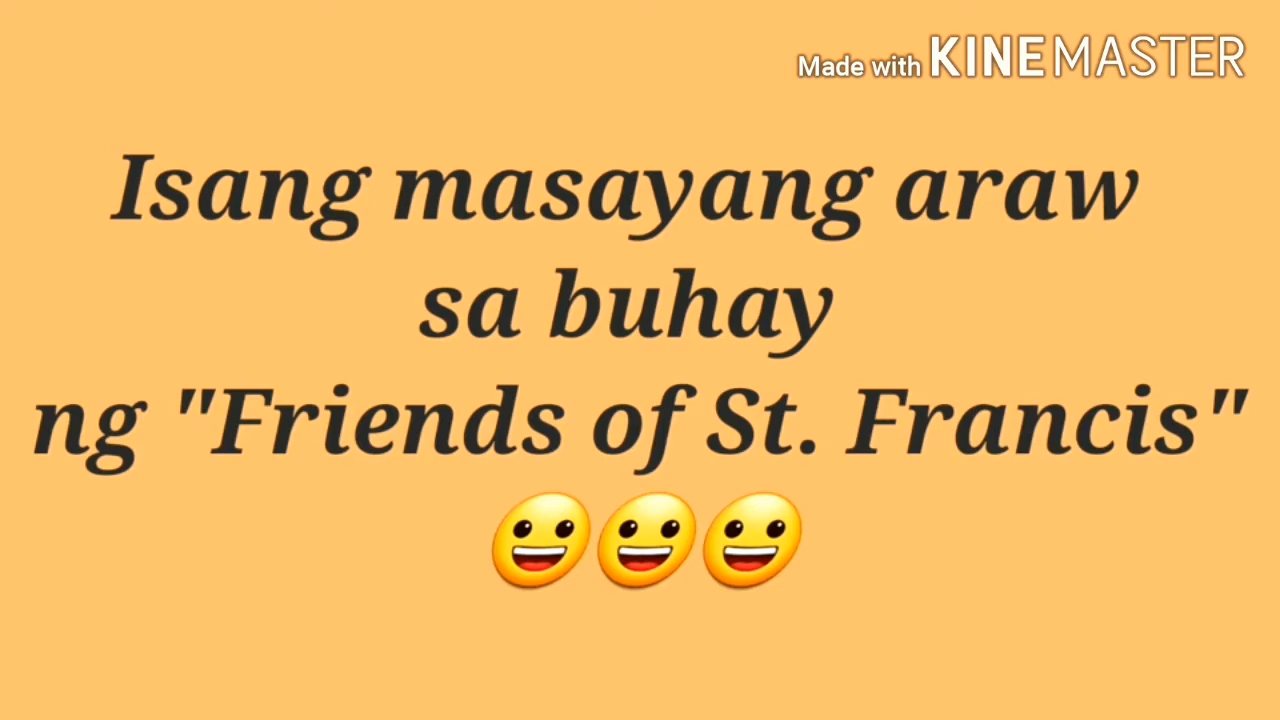 Made with KINEMASTER
Isang masayang araw
sa buhay
ng "Friends of St. Francis"
😀😀😀